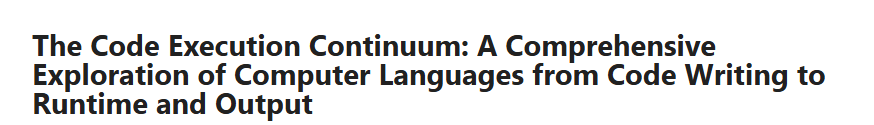 The Code Execution Continuum: A Comprehensive
Exploration of Computer Languages from Code Writing to
Runtime and Output